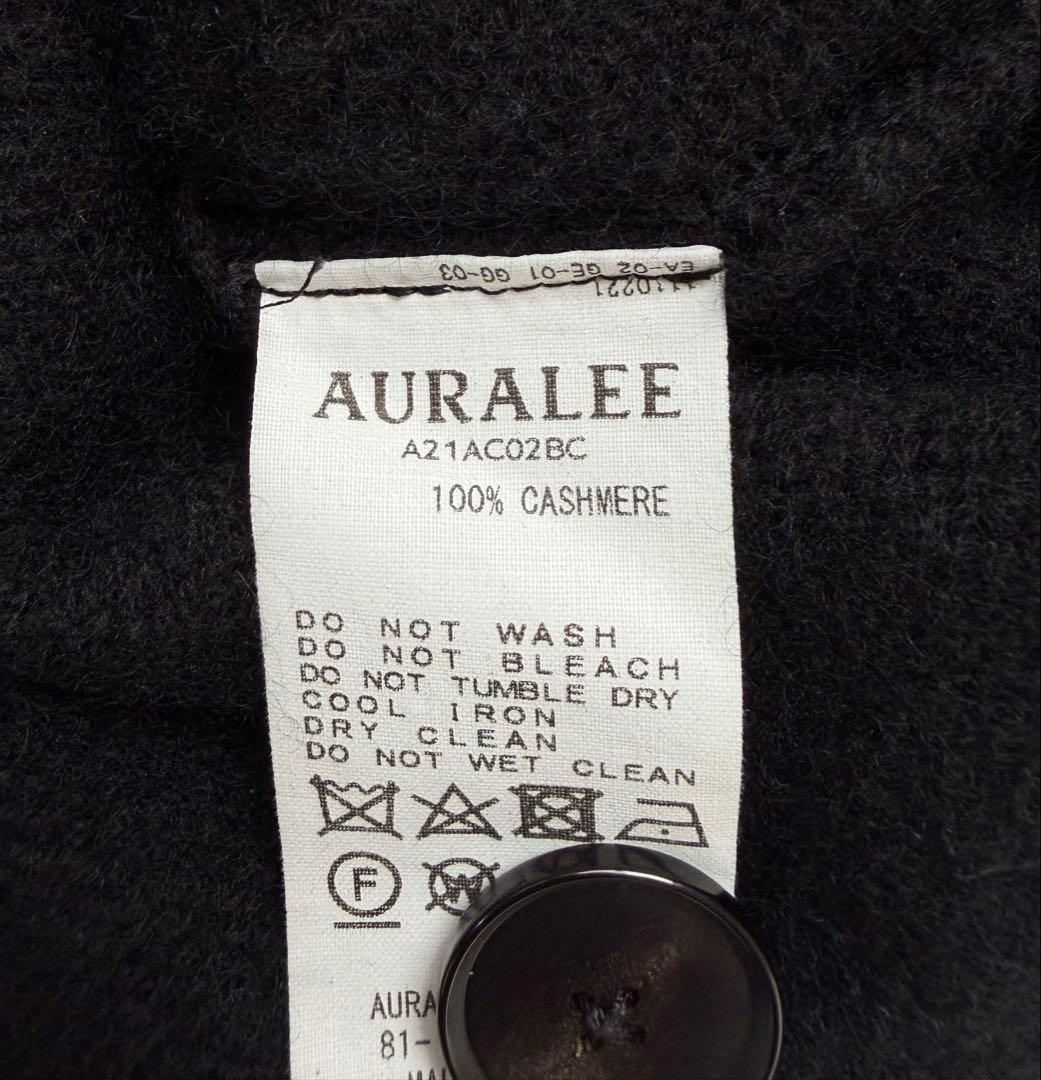 EA-02 GE-01 GG-03
AURALEE
A21AC02BC
100% CASHMERE
DO NOT WASH
DO NOT BLEACH
DO NOT TUMBLE DRY
COOL IRON
DRY CLEAN
DO NOT WET CLEAN
F W
AURA
81-